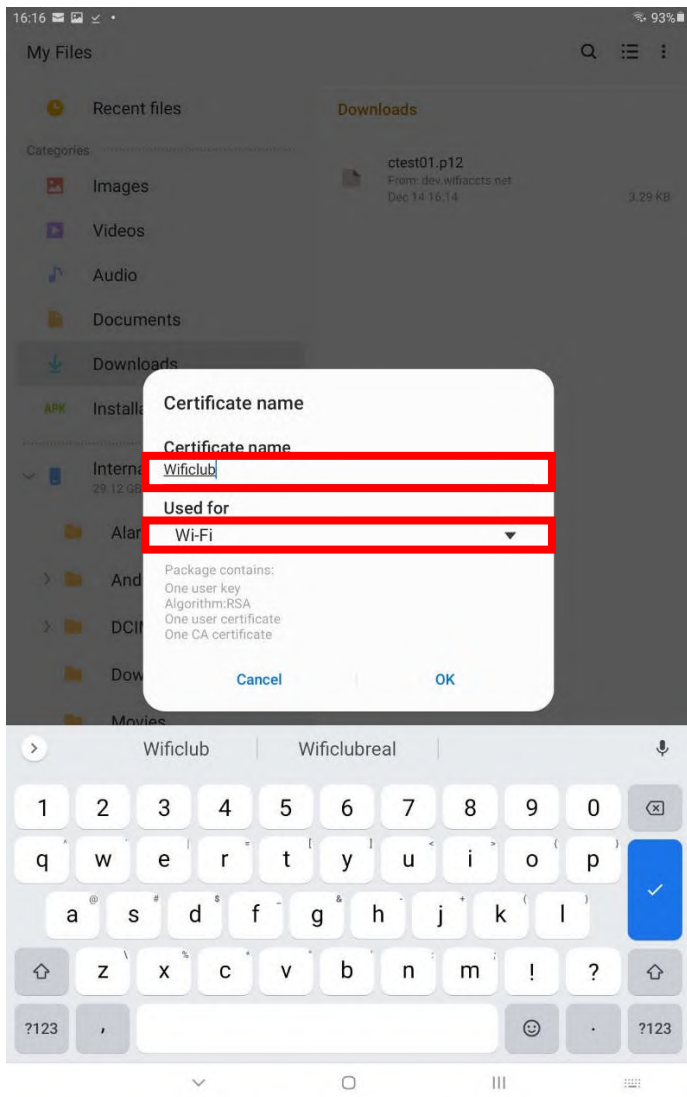 16:16 93%
My Files
Recent files
Downloads
Categories
ctest01.p12
From: dev.wifiaccts.net
Dec 14 16:14 3.29 KB
Images
Videos
Audio
Documents
Downloads
APK Installa
Certificate name
Certificate name
Wificlub
Interna
29.12 GB
Used for
Wi-Fi
Alar
Package contains:
One user key
Algorithm:RSA
One user certificate
One CA certificate
And
DCIM
Dow
Cancel OK
Movies
Wificlub Wificlubreal
1 2 3 4 5 6 7 8 9 0
q w e r t y u i o p
a s d f g h j k l
z x c v b n m ! ?
?123 , . ?123